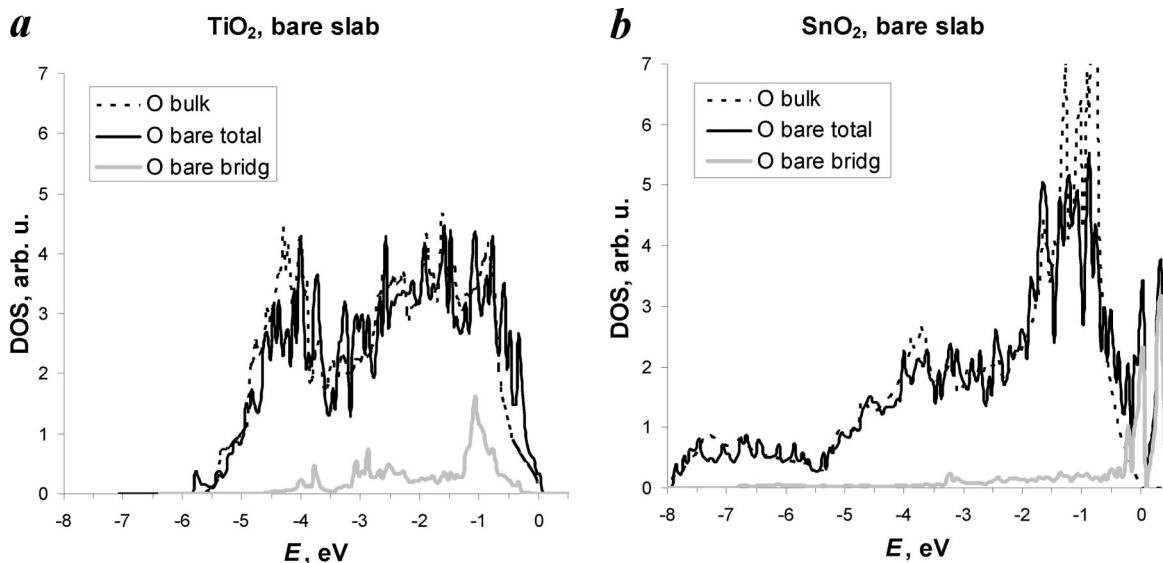 a
TiO₂, bare slab
7
6
5
4
3
2
1
0
DOS, arb. u.
O bulk
O bare total
O bare bridg
-8
-7
-6
-5
-4
-3
-2
-1
0
E, eV
b
SnO₂, bare slab
7
6
5
4
3
2
1
0
DOS, arb. u.
O bulk
O bare total
O bare bridg
-8
-7
-6
-5
-4
-3
-2
-1
0
E, eV